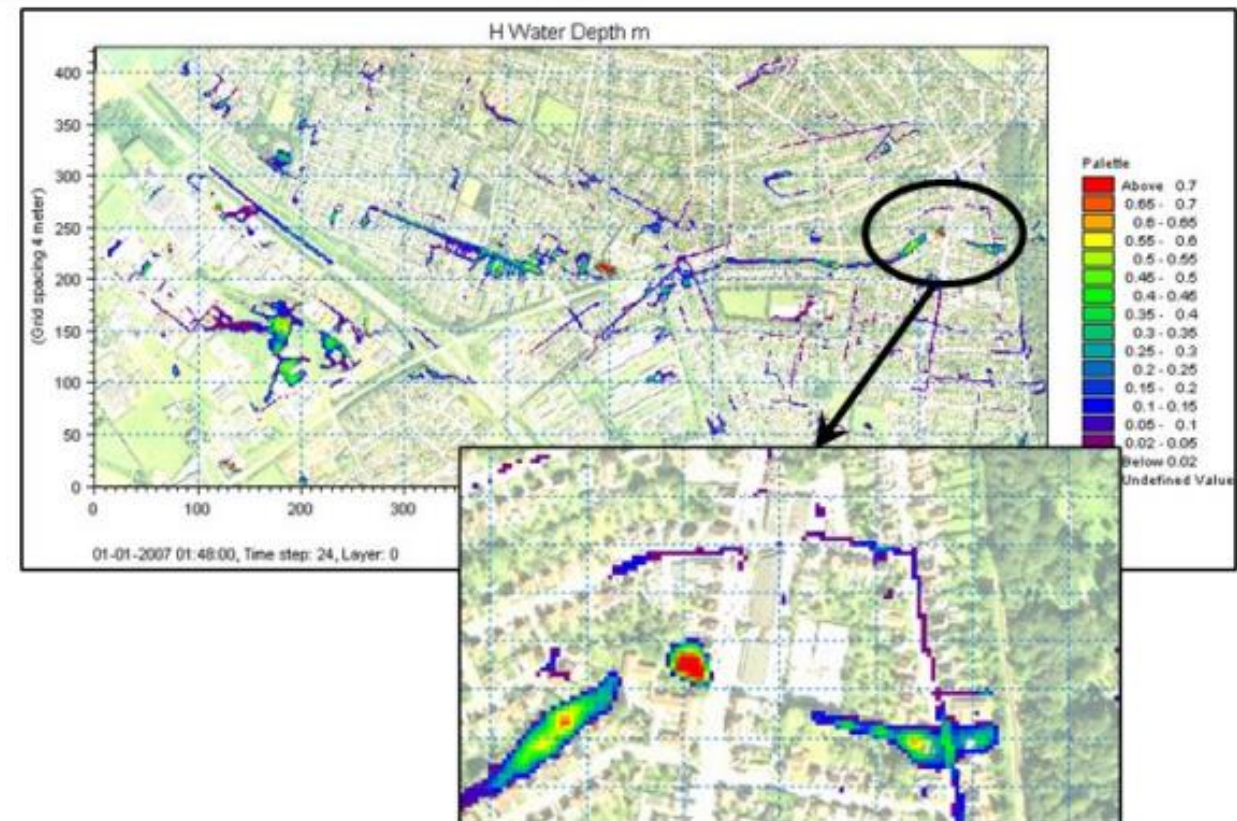 H Water Depth m
400
350
300
250
200
150
100
50
0
(Grid spacing 4 meter)
0 100 200 300
01-01-2007 01:48:00, Time step: 24, Layer: 0
Palette
Above 0.7
0.65 - 0.7
0.6 - 0.65
0.55 - 0.6
0.5 - 0.55
0.45 - 0.5
0.4 - 0.45
0.35 - 0.4
0.3 - 0.35
0.25 - 0.3
0.2 - 0.25
0.15 - 0.2
0.1 - 0.15
0.05 - 0.1
0.02 - 0.05
Below 0.02
Undefined Value